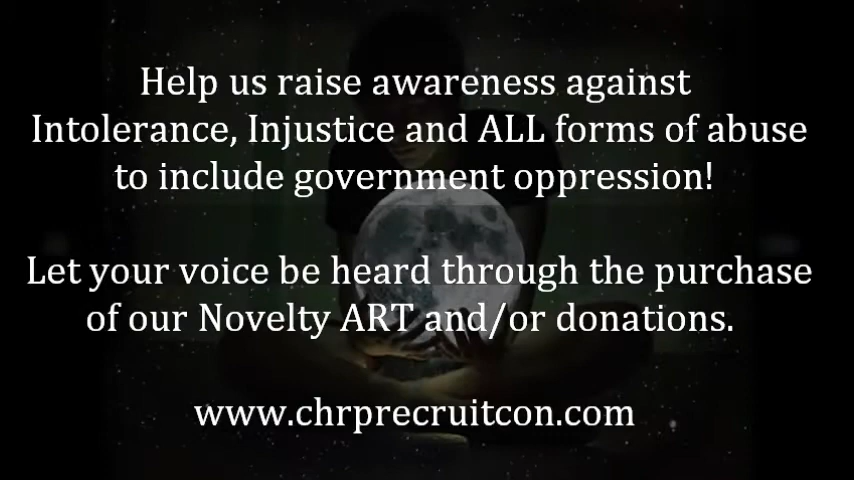 Help us raise awareness against
Intolerance, Injustice and ALL forms of abuse
to include government oppression!
Let your voice be heard through the purchase
of our Novelty ART and/or donations.
www.chrprecruitcon.com